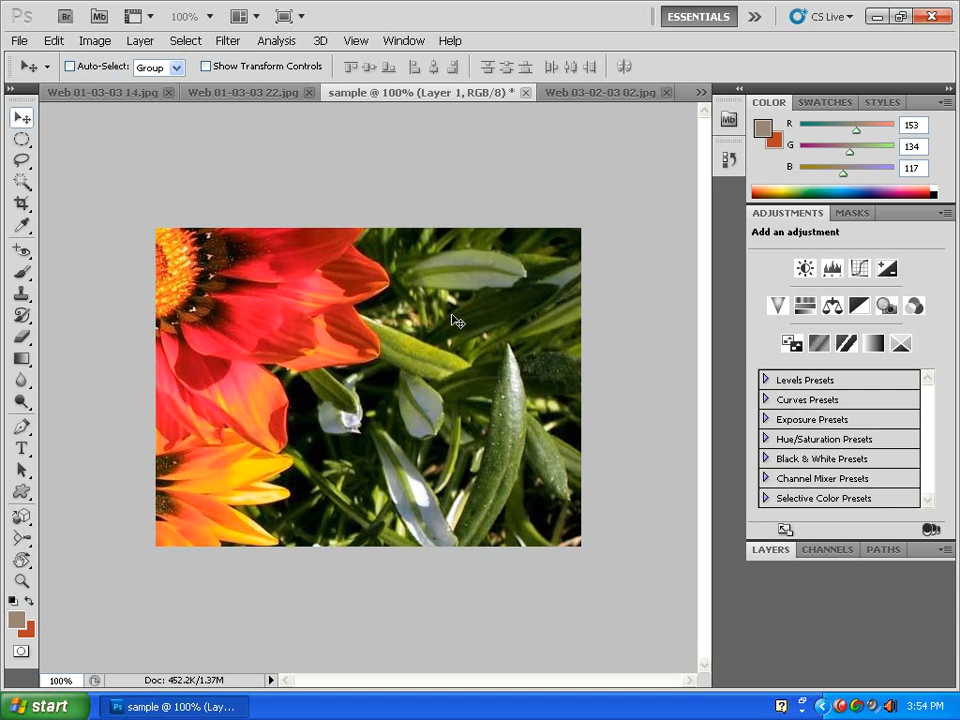 Ps Br Mb 100% ESSENTIALS CS Live
File Edit Image Layer Select Filter Analysis 3D View Window Help
Auto-Select: Group Show Transform Controls
Web 01-03-03 14.jpg Web 01-03-03 22.jpg sample @ 100% (Layer 1, RGB/8) * Web 03-02-03 02.jpg
COLOR SWATCHES STYLES
Mb
R 153
G 134
B 117
ADJUSTMENTS MASKS
Add an adjustment
Levels Presets
Curves Presets
Exposure Presets
Hue/Saturation Presets
Black & White Presets
Channel Mixer Presets
Selective Color Presets
LAYERS CHANNELS PATHS
T
100% Doc: 452.2K/1.37M
start Ps sample @ 100% (Lay... ? 3:54 PM